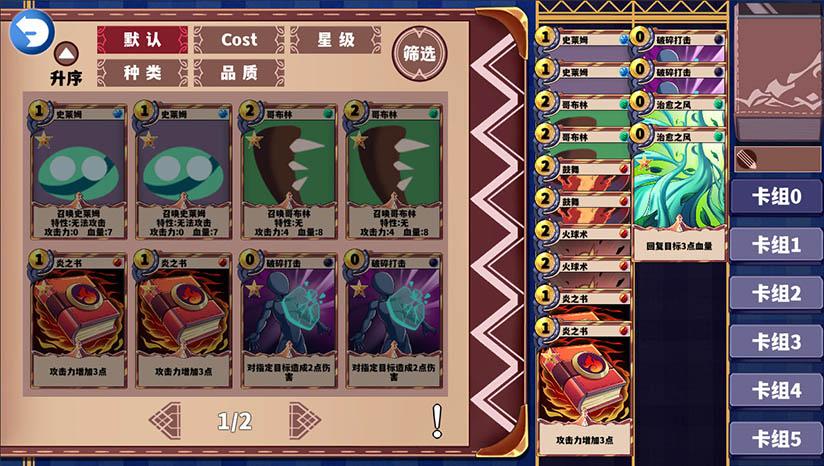 默认
Cost
星级
筛选
升序
种类
品质
1
史莱姆
召唤史莱姆
特性:无法攻击
攻击力:0 血量:7
1
史莱姆
召唤史莱姆
特性:无法攻击
攻击力:0 血量:7
2
哥布林
召唤哥布林
特性:无
攻击力:4 血量:8
2
哥布林
召唤哥布林
特性:无
攻击力:4 血量:8
1
炎之书
攻击力增加3点
1
炎之书
攻击力增加3点
0
破碎打击
对指定目标造成2点伤
害
0
破碎打击
对指定目标造成2点伤
害
1/2
!
1
史莱姆
1
史莱姆
2
哥布林
2
哥布林
2
鼓舞
2
鼓舞
2
火球术
2
火球术
1
炎之书
1
炎之书
攻击力增加3点
0
破碎打击
0
破碎打击
0
治愈之风
0
治愈之风
回复目标3点血量
卡组0
卡组1
卡组2
卡组3
卡组4
卡组5